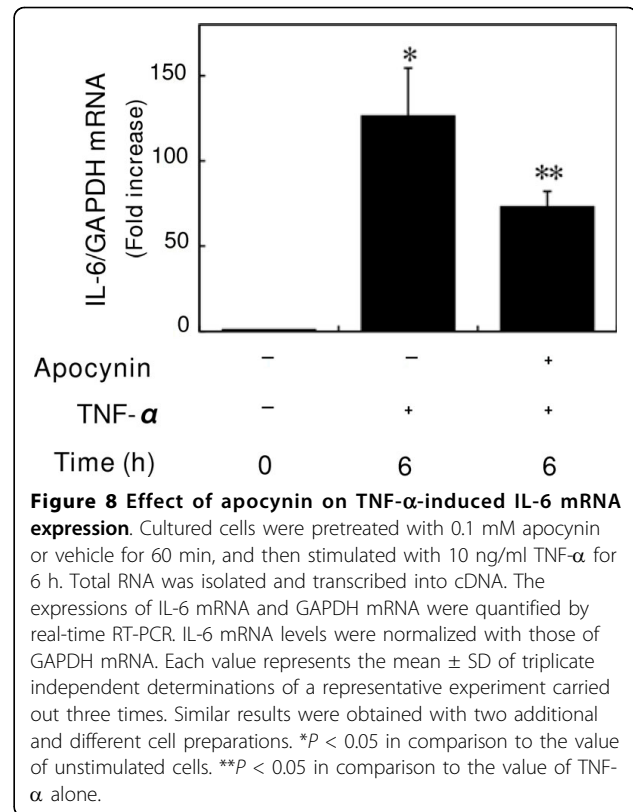 150
100
50
0
IL-6/GAPDH mRNA
(Fold increase)
*
**
Apocynin − − +
TNF-α − + +
Time (h) 0 6 6
Figure 8 Effect of apocynin on TNF-α-induced IL-6 mRNA
expression. Cultured cells were pretreated with 0.1 mM apocynin
or vehicle for 60 min, and then stimulated with 10 ng/ml TNF-α for
6 h. Total RNA was isolated and transcribed into cDNA. The
expressions of IL-6 mRNA and GAPDH mRNA were quantified by
real-time RT-PCR. IL-6 mRNA levels were normalized with those of
GAPDH mRNA. Each value represents the mean ± SD of triplicate
independent determinations of a representative experiment carried
out three times. Similar results were obtained with two additional
and different cell preparations. *P < 0.05 in comparison to the value
of unstimulated cells. **P < 0.05 in comparison to the value of TNF-
α alone.